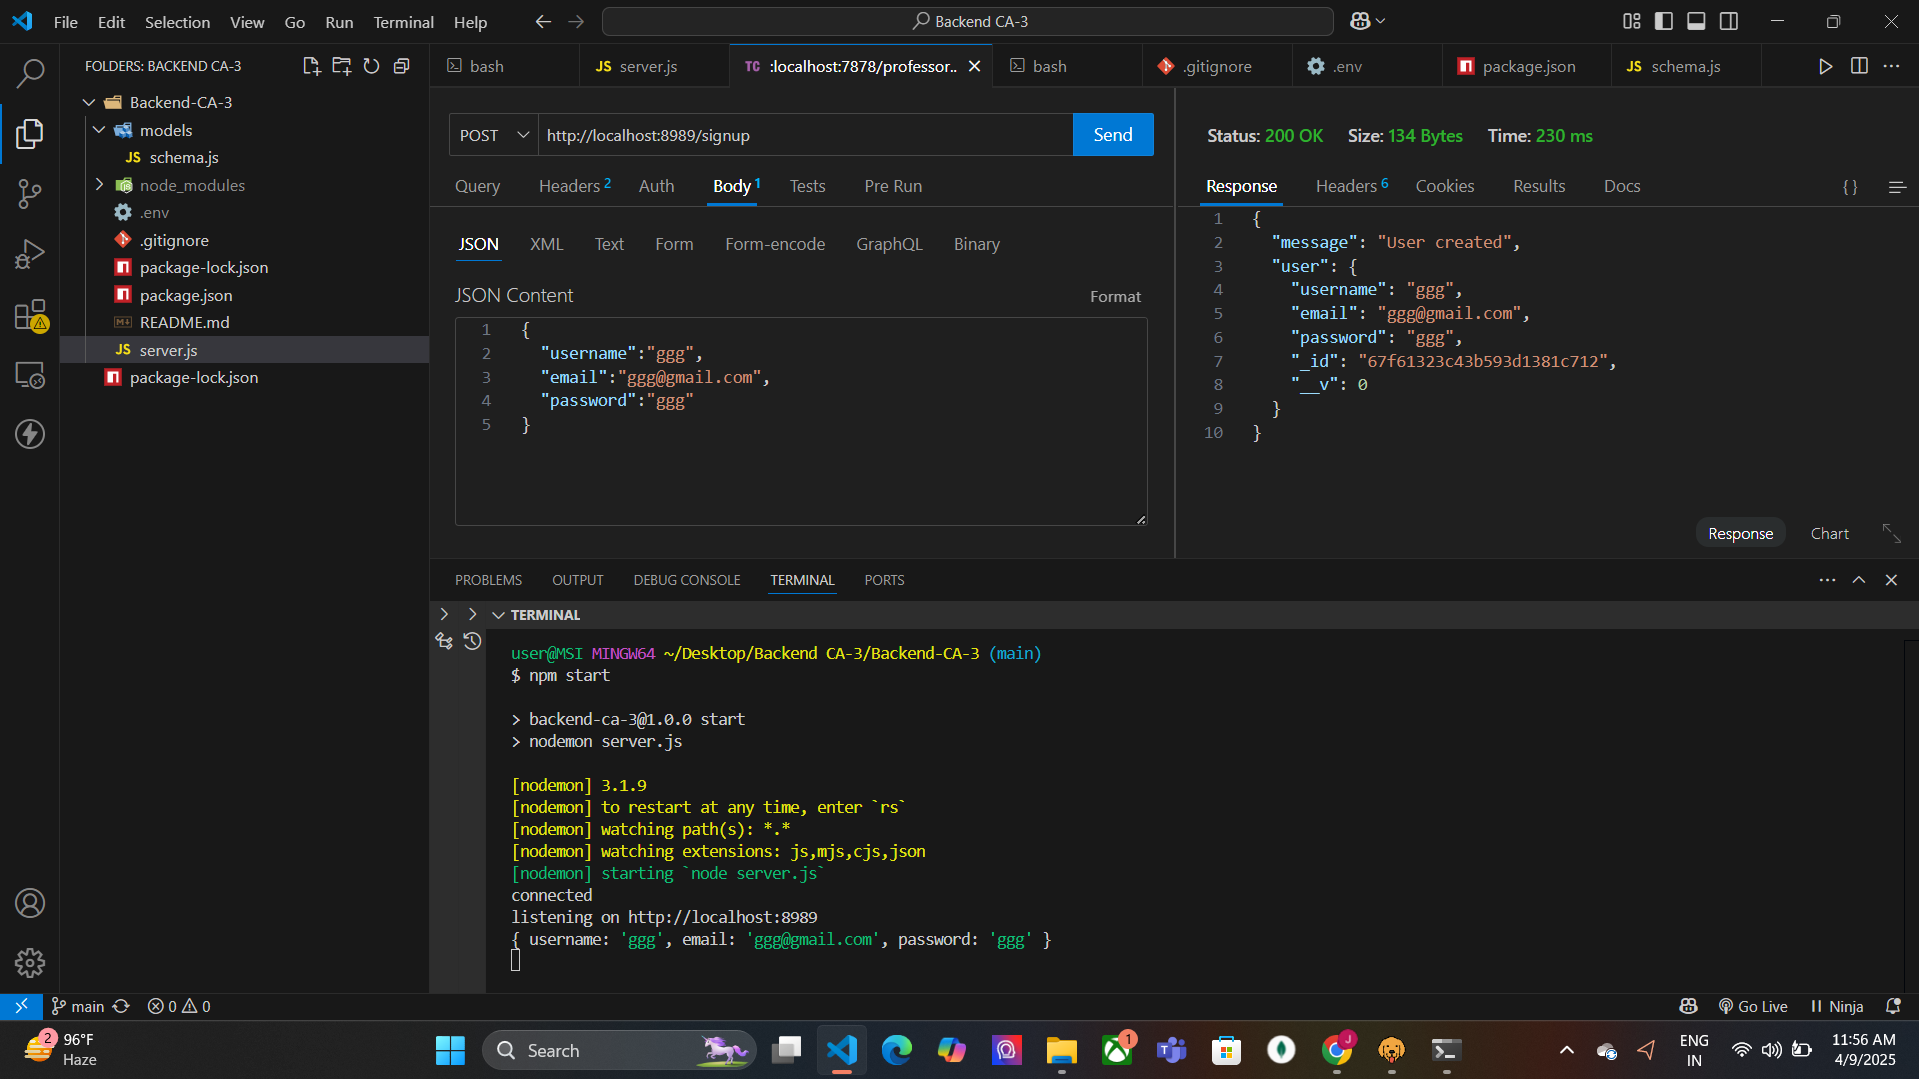 File Edit Selection View Go Run Terminal Help
Backend CA-3
FOLDERS: BACKEND CA-3
Backend-CA-3
models
JS schema.js
node_modules
.env
.gitignore
package-lock.json
package.json
README.md
JS server.js
package-lock.json
bash
JS server.js
TC :localhost:7878/professor..
bash
.gitignore
.env
package.json
JS schema.js
POST
http://localhost:8989/signup
Send
Query Headers 2 Auth Body 1 Tests Pre Run
JSON XML Text Form Form-encode GraphQL Binary
JSON Content
Format
1 {
2 "username":"ggg",
3 "email":"ggg@gmail.com",
4 "password":"ggg"
5 }
Status: 200 OK Size: 134 Bytes Time: 230 ms
Response Headers 6 Cookies Results Docs {}
1 {
2 "message": "User created",
3 "user": {
4 "username": "ggg",
5 "email": "ggg@gmail.com",
6 "password": "ggg",
7 "_id": "67f61323c43b593d1381c712",
8 "__v": 0
9 }
10 }
Response Chart
PROBLEMS OUTPUT DEBUG CONSOLE TERMINAL PORTS
TERMINAL
user@MSI MINGW64 ~/Desktop/Backend CA-3/Backend-CA-3 (main)
$ npm start
> backend-ca-3@1.0.0 start
> nodemon server.js
[nodemon] 3.1.9
[nodemon] to restart at any time, enter `rs`
[nodemon] watching path(s): *.*
[nodemon] watching extensions: js,mjs,cjs,json
[nodemon] starting `node server.js`
connected
listening on http://localhost:8989
{ username: 'ggg', email: 'ggg@gmail.com', password: 'ggg' }
main 0 0
Go Live Ninja
2 96°F
Haze
Search
1
J
ENG
IN
11:56 AM
4/9/2025